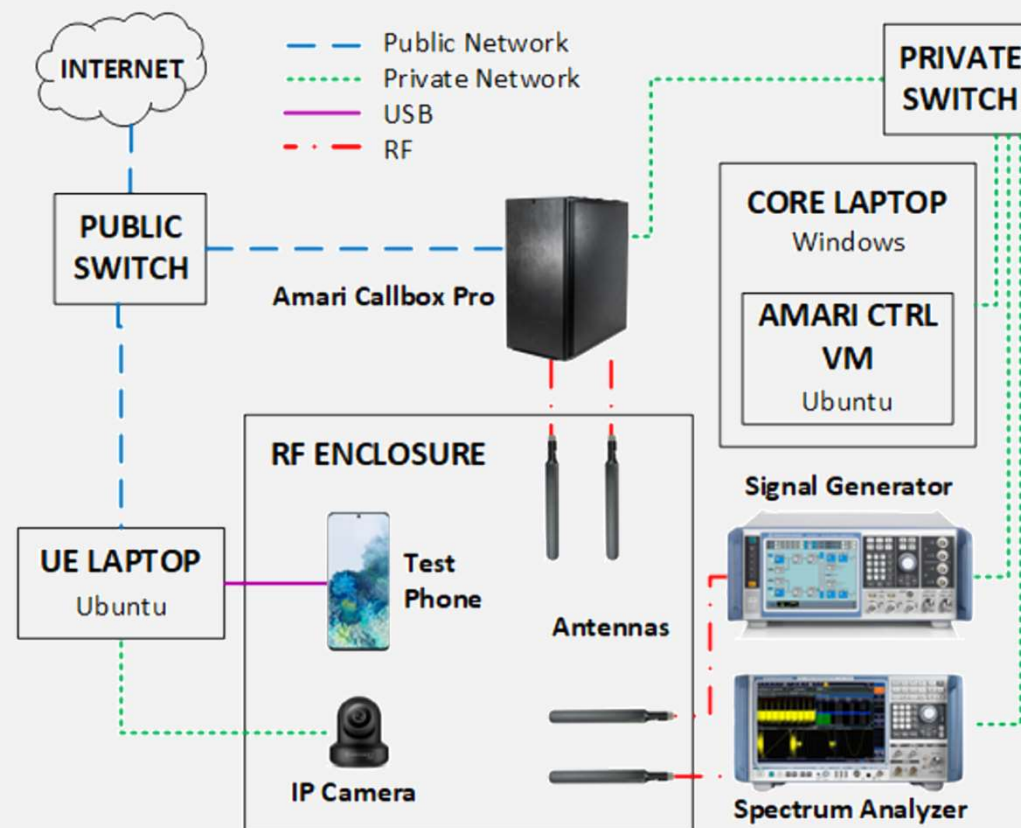 INTERNET
Public Network
Private Network
USB
RF
PRIVATE
SWITCH
PUBLIC
SWITCH
CORE LAPTOP
Windows
Amari Callbox Pro
AMARI CTRL
VM
Ubuntu
RF ENCLOSURE
Signal Generator
UE LAPTOP
Ubuntu
Test
Phone
Antennas
IP Camera
Spectrum Analyzer